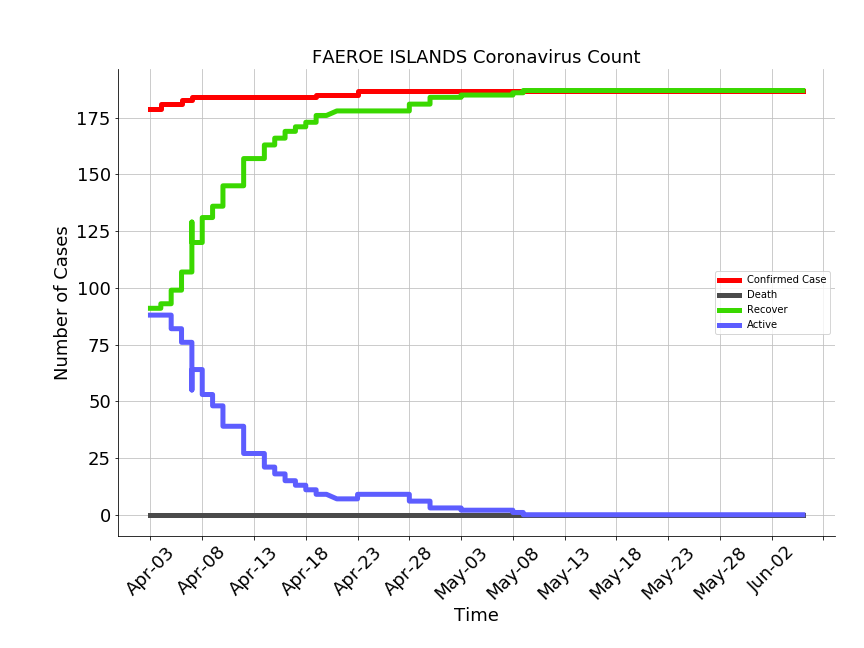 FAEROE ISLANDS Coronavirus Count
Number of Cases
175
150
125
100
75
50
25
0
Confirmed Case
Death
Recover
Active
Apr-03
Apr-08
Apr-13
Apr-18
Apr-23
Apr-28
May-03
May-08
May-13
May-18
May-23
May-28
Jun-02
Time